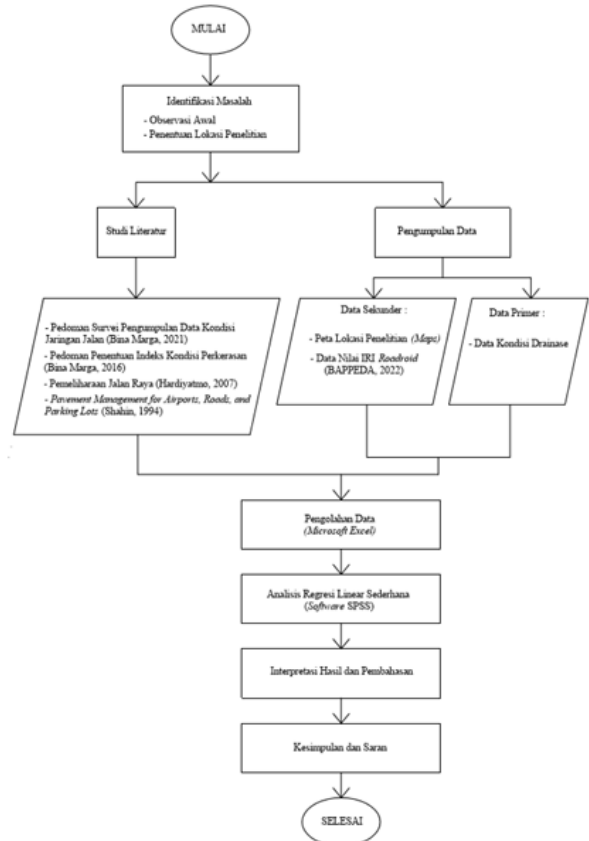 MULAI
Identifikasi Masalah
- Observasi Awal
- Penentuan Lokasi Penelitian
Studi Literatur
Pengumpulan Data
- Pedoman Survei Pengumpulan Data Kondisi
Jaringan Jalan (Bina Marga, 2021)
- Pedoman Penentuan Indeks Kondisi Perkerasan
(Bina Marga, 2016)
- Pemeliharaan Jalan Raya (Hardiyatmo, 2007)
- Pavement Management for Airports, Roads, and
Parking Lots (Shahin, 1994)
Data Sekunder :
- Peta Lokasi Penelitian (Maps)
- Data Nilai IRI Roadroid
(BAPPEDA, 2022)
Data Primer :
- Data Kondisi Drainase
Pengolahan Data
(Microsoft Excel)
Analisis Regresi Linear Sederhana
(Software SPSS)
Interpretasi Hasil dan Pembahasan
Kesimpulan dan Saran
SELESAI